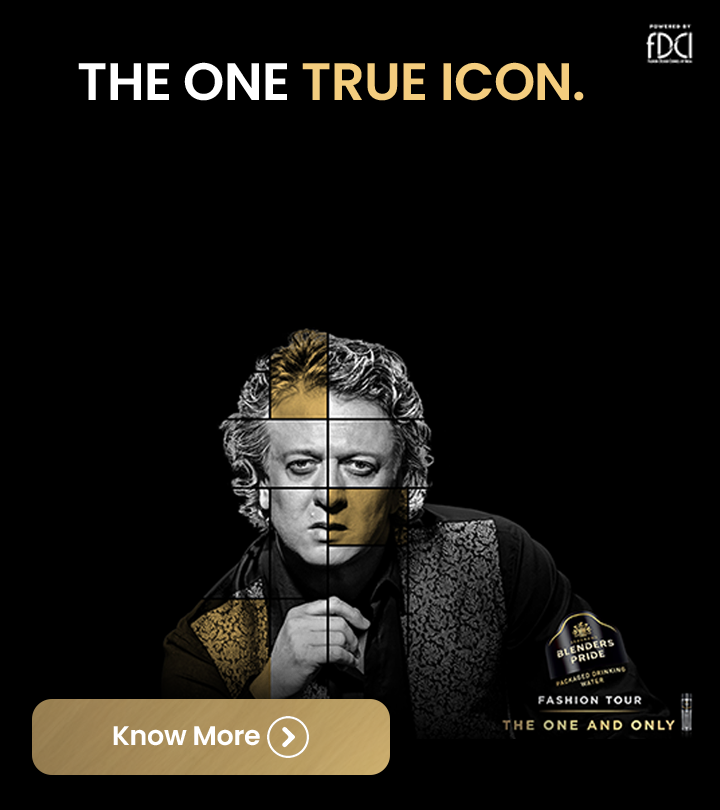 POWERED BY
fDCI
THE ONE TRUE ICON.
BLENDERS
PRIDE
PACKAGED DRINKING
WATER
FASHION TOUR
THE ONE AND ONLY
Know More